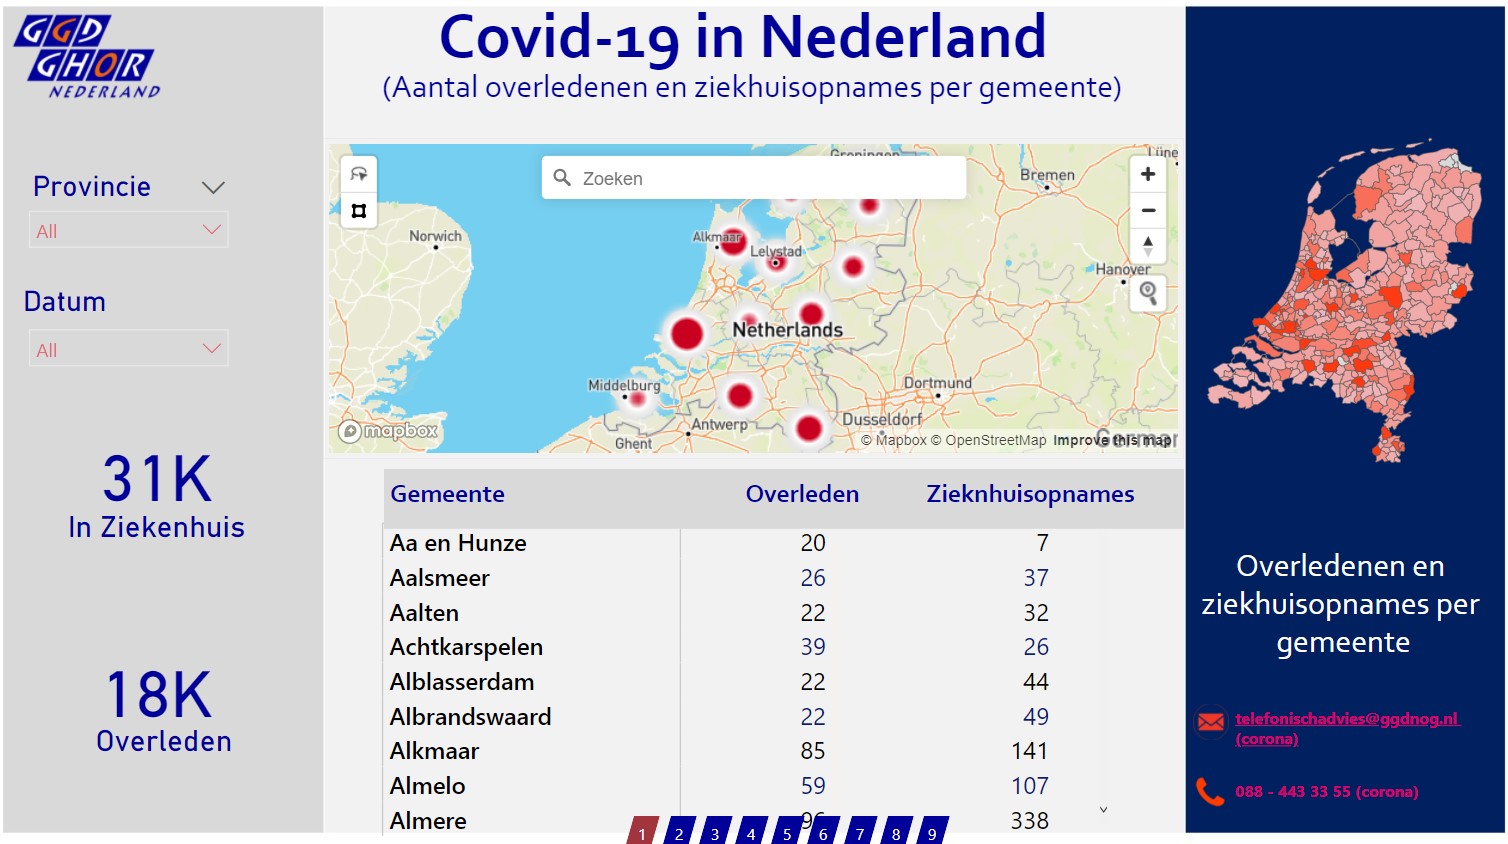 GGD
GHOR
NEDERLAND
Covid-19 in Nederland
(Aantal overledenen en ziekhuisopnames per gemeente)
Provincie
All
Datum
All
31K
In Ziekenhuis
18K
Overleden
Zoeken
Groningen
Lüne
Bremen
Norwich
Alkmaar
Lelystad
Hanover
Netherlands
Middelburg
Dortmund
Antwerp
Dusseldorf
Ghent
mapbox
© Mapbox © OpenStreetMap Improve this map
Gemeente Overleden Zieknhuisopnames
Aa en Hunze 20 7
Aalsmeer 26 37
Aalten 22 32
Achtkarspelen 39 26
Alblasserdam 22 44
Albrandswaard 22 49
Alkmaar 85 141
Almelo 59 107
Almere 96 338
1 2 3 4 5 6 7 8 9
Overledenen en
ziekhuisopnames per
gemeente
telefonischadvies@ggdnog.nl
(corona)
088 - 443 33 55 (corona)